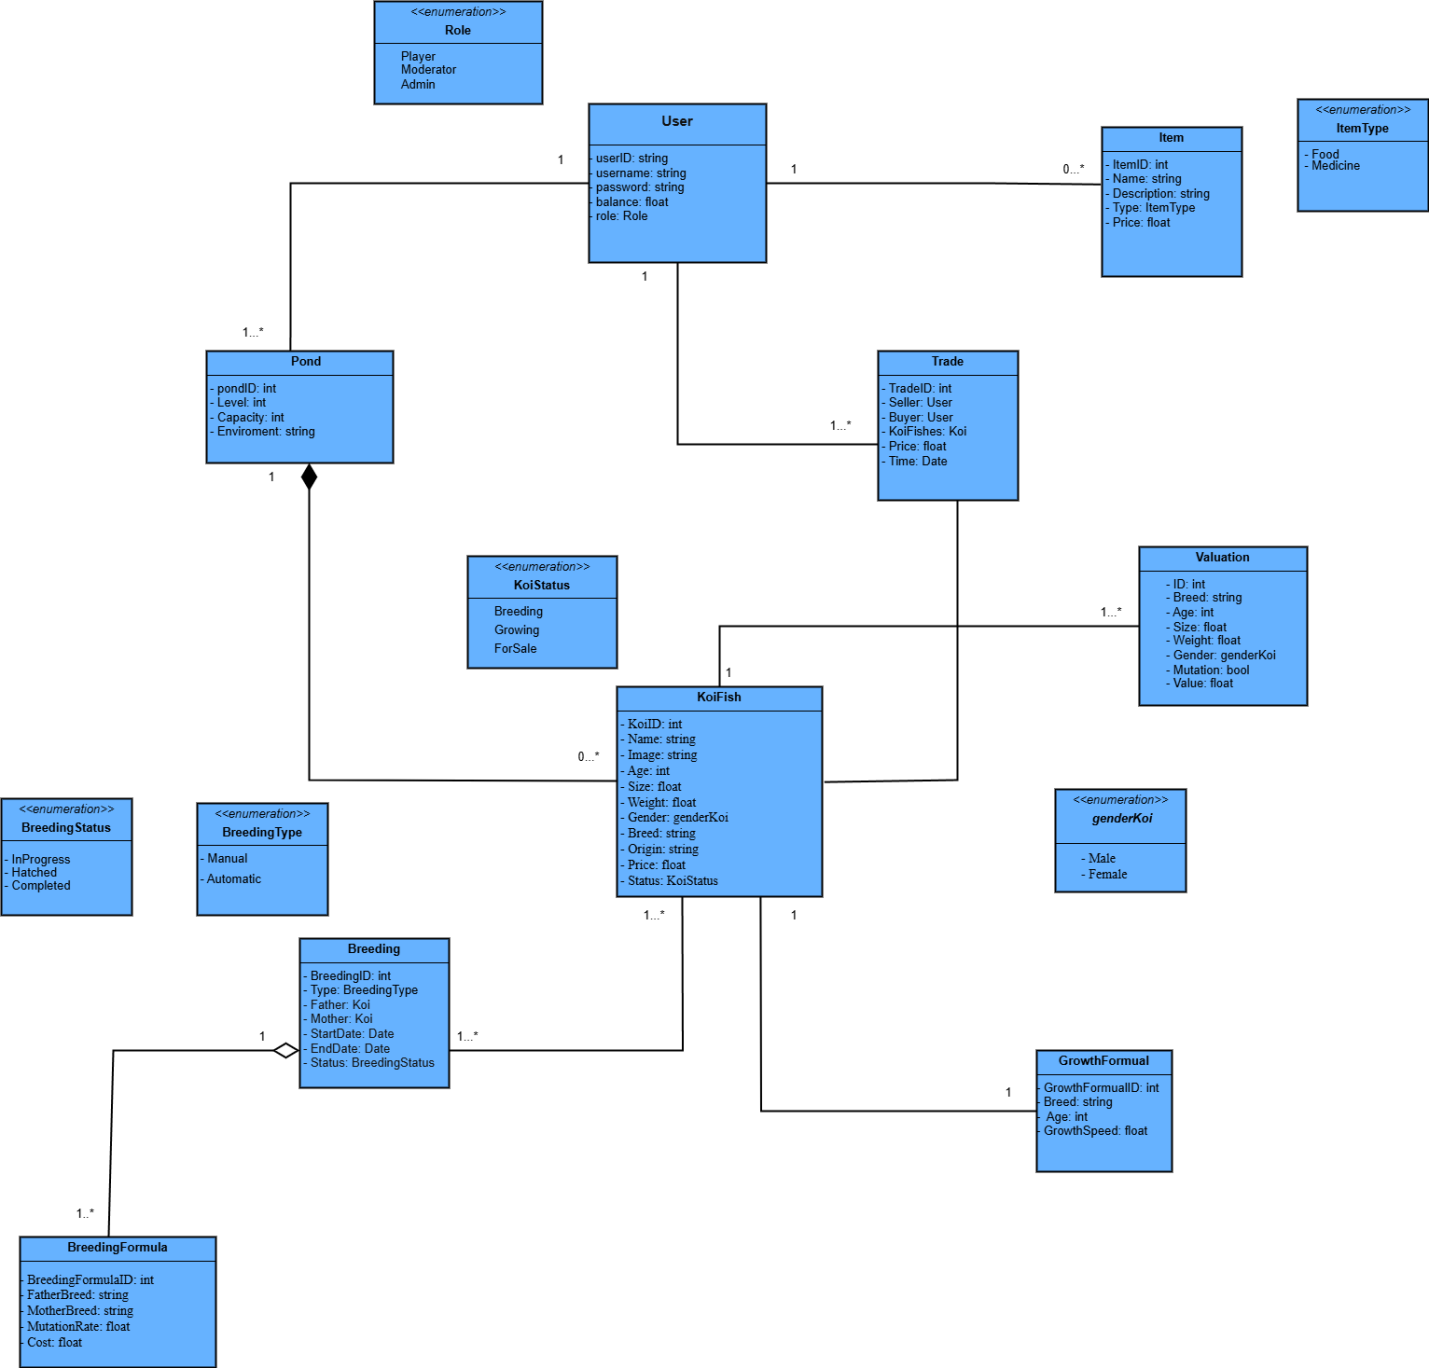 <<enumeration>>
Role
Player
Moderator
Admin
User
- userID: string
- username: string
- password: string
- balance: float
- role: Role
<<enumeration>>
ItemType
- Food
- Medicine
Item
- ItemID: int
- Name: string
- Description: string
- Type: ItemType
- Price: float
1
1
0...*
1
1...*
Pond
- pondID: int
- Level: int
- Capacity: int
- Enviroment: string
Trade
- TradeID: int
- Seller: User
- Buyer: User
- KoiFishes: Koi
- Price: float
- Time: Date
1...*
1
<<enumeration>>
KoiStatus
Breeding
Growing
ForSale
Valuation
- ID: int
- Breed: string
- Age: int
- Size: float
- Weight: float
- Gender: genderKoi
- Mutation: bool
- Value: float
1...*
1
KoiFish
- KoiID: int
- Name: string
- Image: string
- Age: int
- Size: float
- Weight: float
- Gender: genderKoi
- Breed: string
- Origin: string
- Price: float
- Status: KoiStatus
0...*
<<enumeration>>
BreedingStatus
- InProgress
- Hatched
- Completed
<<enumeration>>
BreedingType
- Manual
- Automatic
<<enumeration>>
genderKoi
- Male
- Female
1...*
1
Breeding
- BreedingID: int
- Type: BreedingType
- Father: Koi
- Mother: Koi
- StartDate: Date
- EndDate: Date
- Status: BreedingStatus
1
1...*
GrowthFormual
- GrowthFormualID: int
- Breed: string
- Age: int
- GrowthSpeed: float
1
1..*
BreedingFormula
- BreedingFormulaID: int
- FatherBreed: string
- MotherBreed: string
- MutationRate: float
- Cost: float